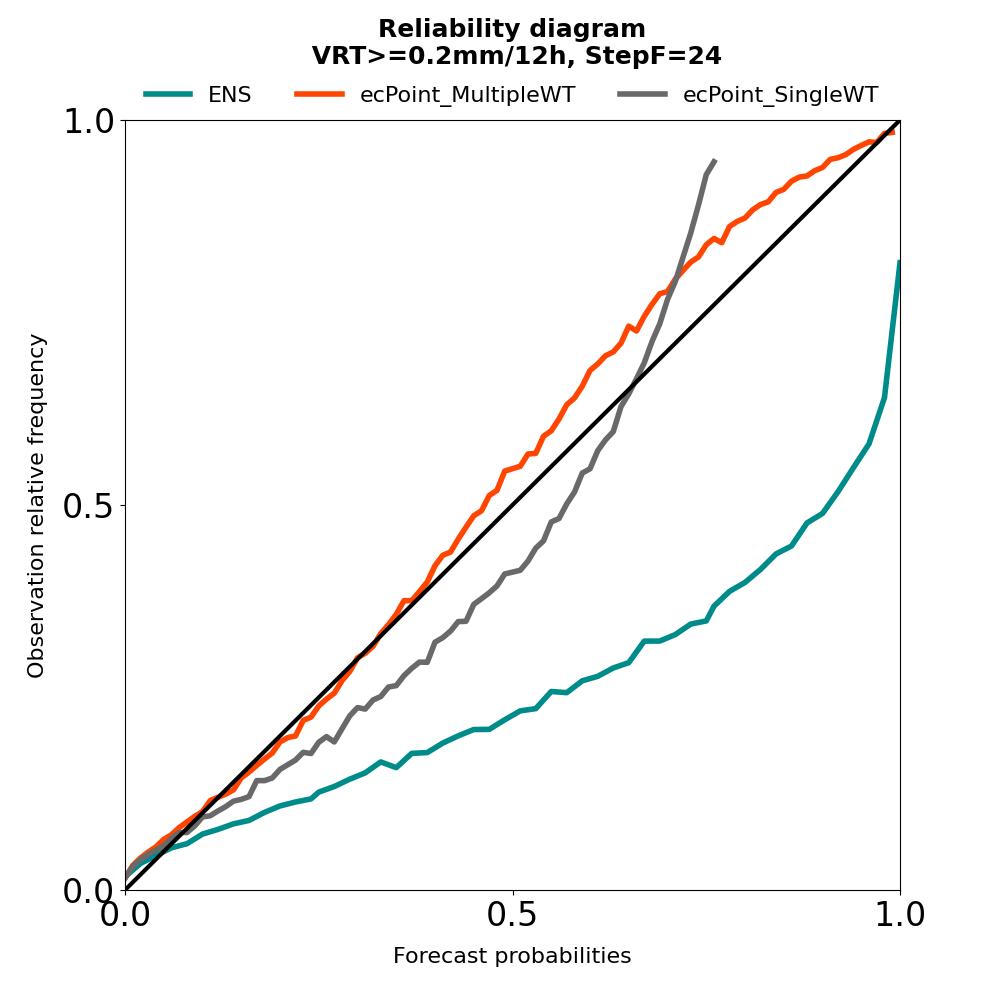 Reliability diagram
VRT>=0.2mm/12h, StepF=24
ENS ecPoint_MultipleWT ecPoint_SingleWT
1.0
0.5
0.0
Observation relative frequency
0.0 0.5 1.0
Forecast probabilities